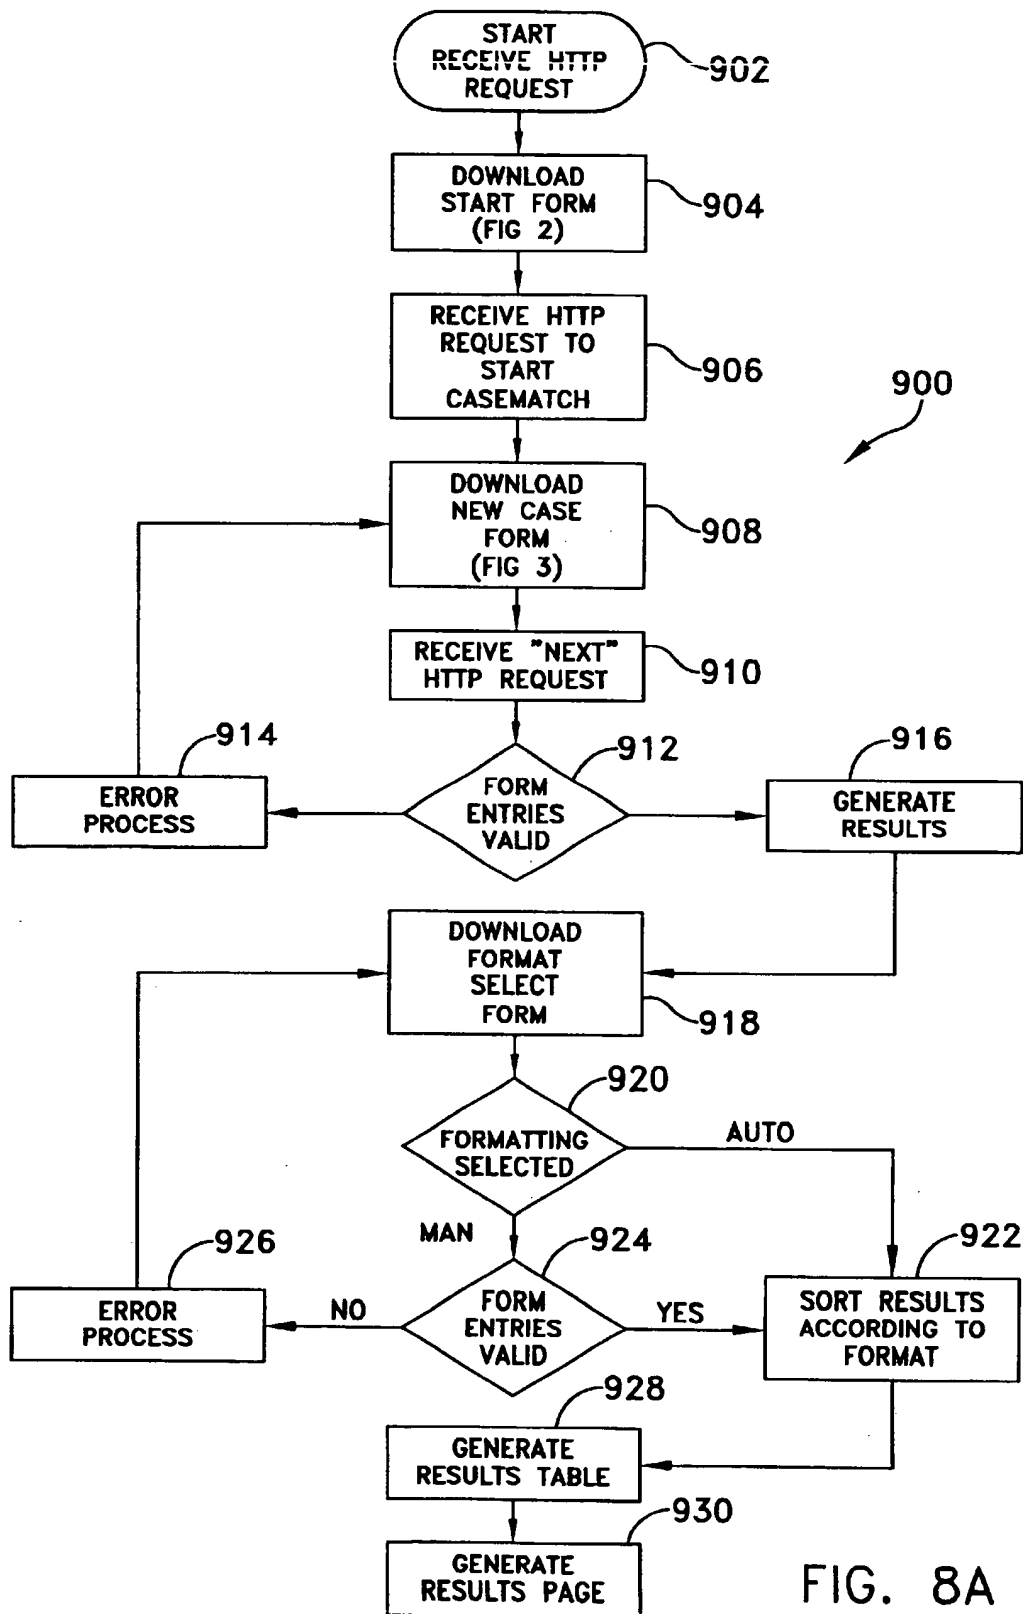 START
RECEIVE HTTP
REQUEST
902
DOWNLOAD
START FORM
(FIG 2)
904
RECEIVE HTTP
REQUEST TO
START
CASEMATCH
906
900
DOWNLOAD
NEW CASE
FORM
(FIG 3)
908
RECEIVE "NEXT"
HTTP REQUEST
910
914
ERROR
PROCESS
912
FORM
ENTRIES
VALID
916
GENERATE
RESULTS
DOWNLOAD
FORMAT
SELECT
FORM
918
920
FORMATTING
SELECTED
AUTO
MAN
926
ERROR
PROCESS
NO
924
FORM
ENTRIES
VALID
YES
922
SORT RESULTS
ACCORDING TO
FORMAT
928
GENERATE
RESULTS TABLE
930
GENERATE
RESULTS PAGE
FIG. 8A